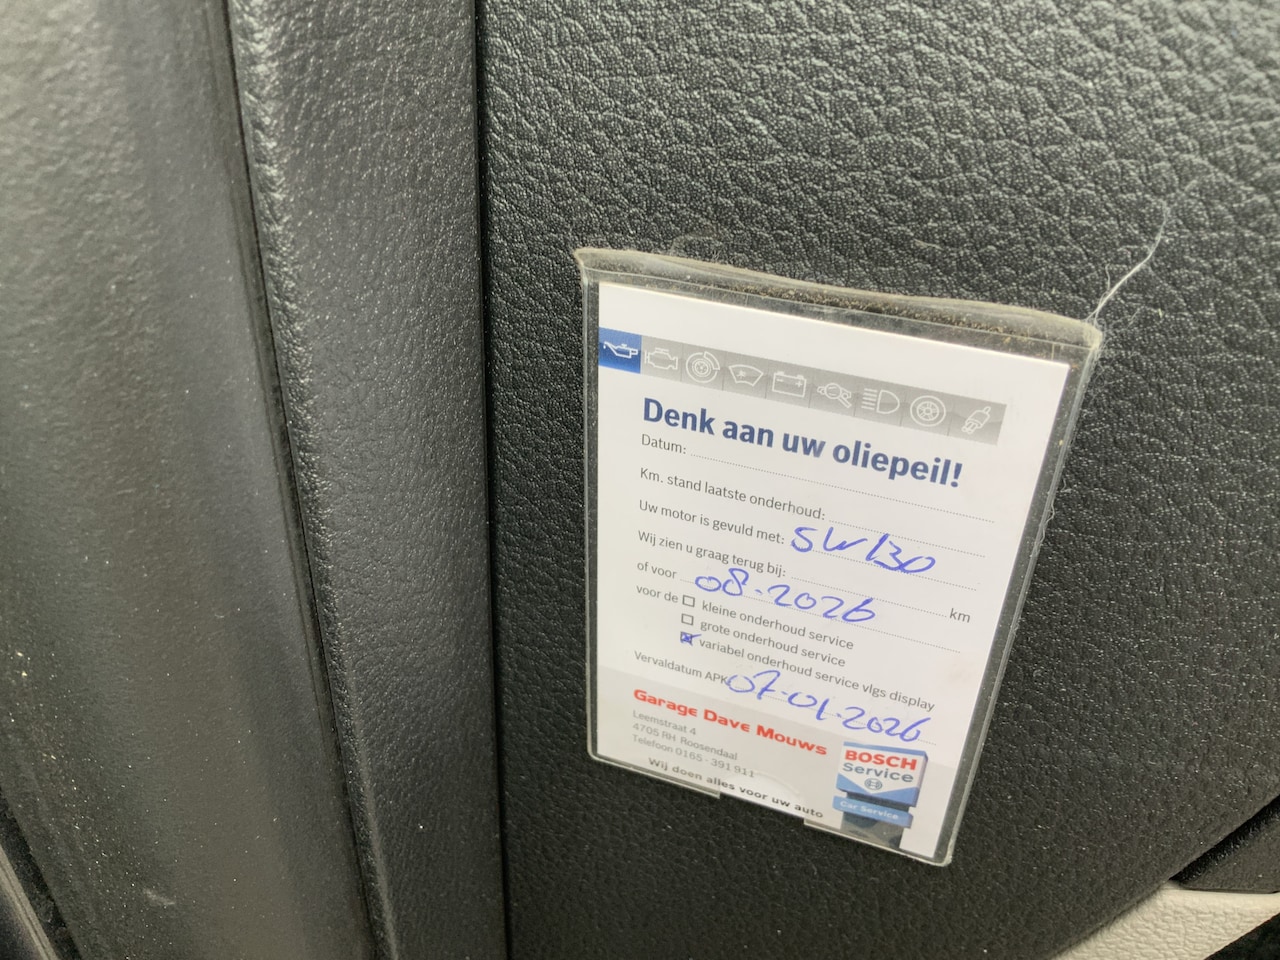 Denk aan uw oliepeil!
Datum:
Km. stand laatste onderhoud:
Uw motor is gevuld met: 5W/30
Wij zien u graag terug bij: km
of voor 08-2026
voor de kleine onderhoud service
grote onderhoud service
variabel onderhoud service vlgs display
Vervaldatum APK 07-01-2026
Garage Dave Mouws
Leemstraat 4
4705 RH Roosendaal
Telefoon 0165 - 391 911
Wij doen alles voor uw auto
BOSCH
Service
Car Service